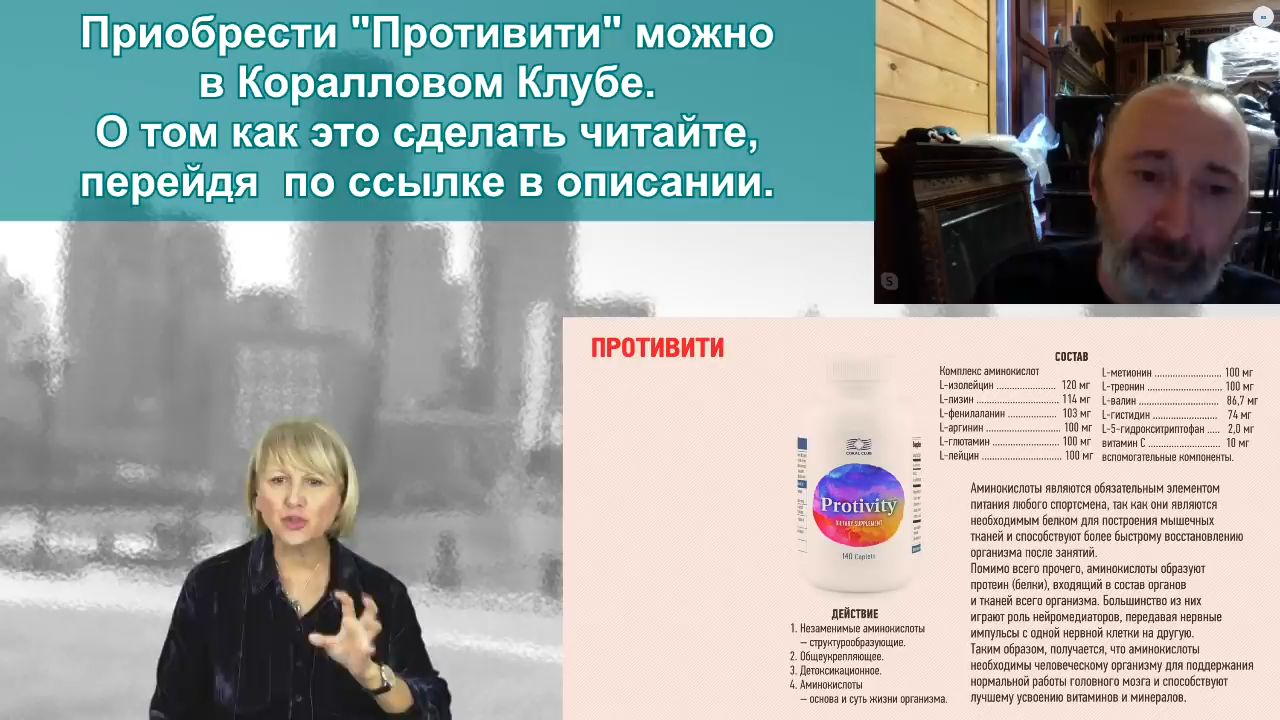 Приобрести "Противити" можно
в Коралловом Клубе.
О том как это сделать читайте,
перейдя по ссылке в описании.
S
ПРОТИВИТИ
CORAL CLUB
Protivity
DIETARY SUPPLEMENT
140 Caplets
СОСТАВ
Комплекс аминокислот
L-изолейцин ..................... 120 мг
L-лизин ............................ 114 мг
L-фенилаланин .................. 103 мг
L-аргинин ......................... 100 мг
L-глютамин ....................... 100 мг
L-лейцин ............................ 100 мг
L-метионин ....................... 100 мг
L-треонин ......................... 100 мг
L-валин ............................ 86,7 мг
L-гистидин ....................... 74 мг
L-5-гидрокситриптофан ..... 2,0 мг
витамин С ......................... 10 мг
вспомогательные компоненты.
Аминокислоты являются обязательным элементом
питания любого спортсмена, так как они являются
необходимым белком для построения мышечных
тканей и способствуют более быстрому восстановлению
организма после занятий.
Помимо всего прочего, аминокислоты образуют
протеин (белки), входящий в состав органов
и тканей всего организма. Большинство из них
играют роль нейромедиаторов, передавая нервные
импульсы с одной нервной клетки на другую.
Таким образом, получается, что аминокислоты
необходимы человеческому организму для поддержания
нормальной работы головного мозга и способствуют
лучшему усвоению витаминов и минералов.
ДЕЙСТВИЕ
1. Незаменимые аминокислоты
– структурообразующие.
2. Общеукрепляющее.
3. Детоксикационное.
4. Аминокислоты
– основа и суть жизни организма.